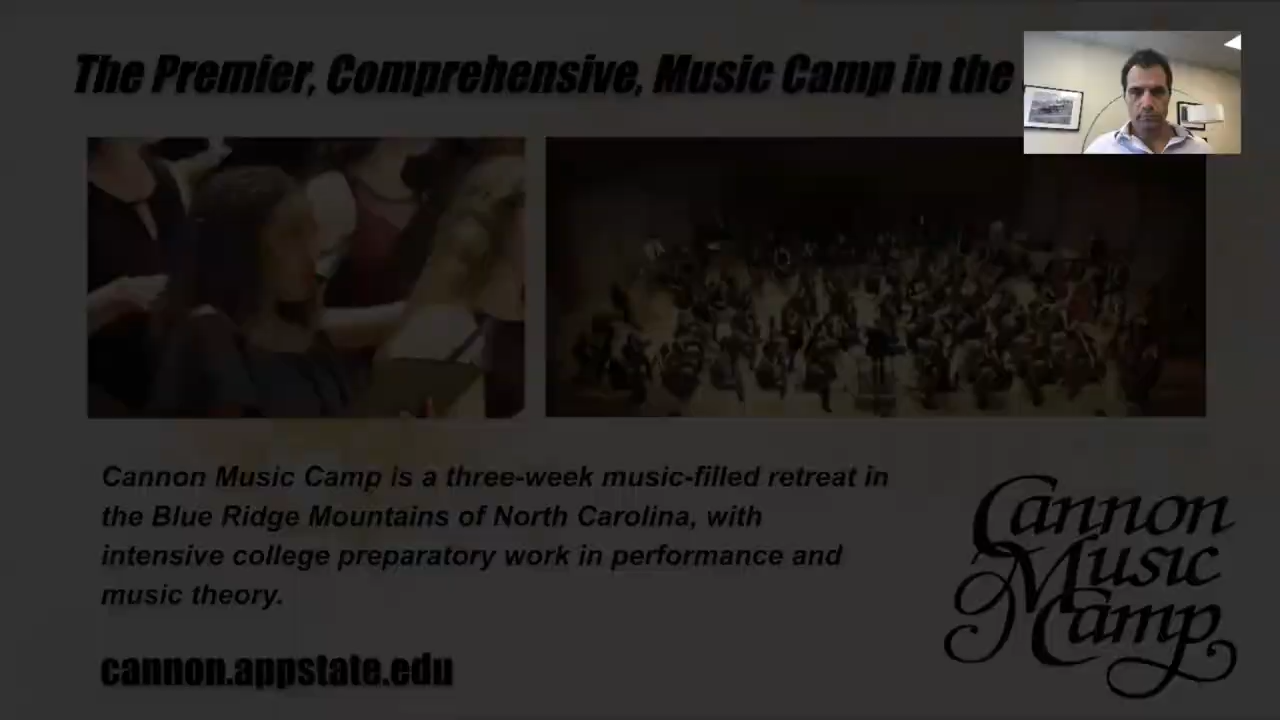 The Premier, Comprehensive, Music Camp in the
Cannon Music Camp is a three-week music-filled retreat in
the Blue Ridge Mountains of North Carolina, with
intensive college preparatory work in performance and
music theory.
cannon.appstate.edu
Cannon
Music
Camp